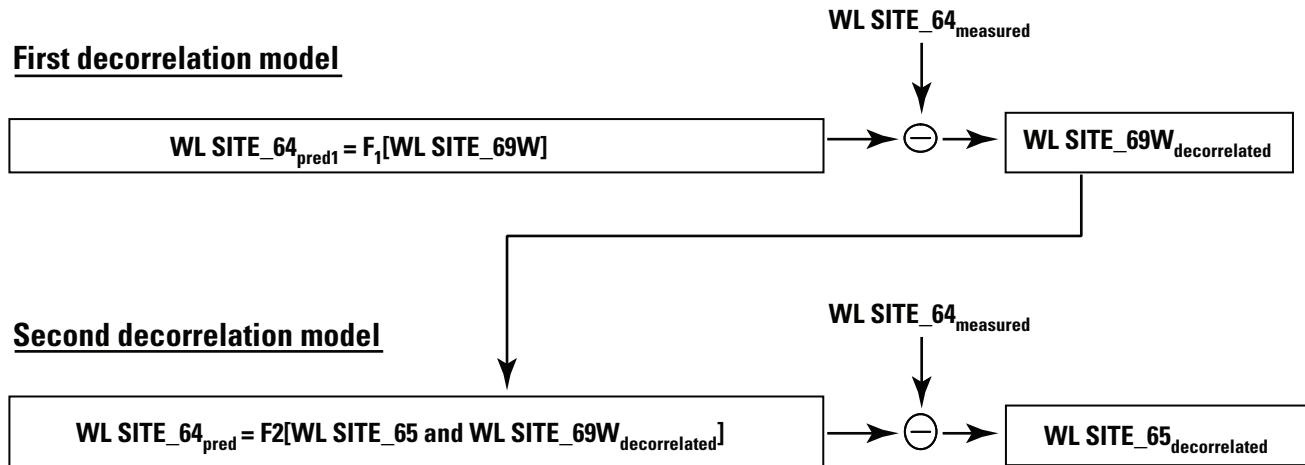 WL SITE_64measured
First decorrelation model
WL SITE_64pred1 = F1[WL SITE_69W]
−
WL SITE_69Wdecorrelated
WL SITE_64measured
Second decorrelation model
WL SITE_64pred = F2[WL SITE_65 and WL SITE_69Wdecorrelated]
−
WL SITE_65decorrelated